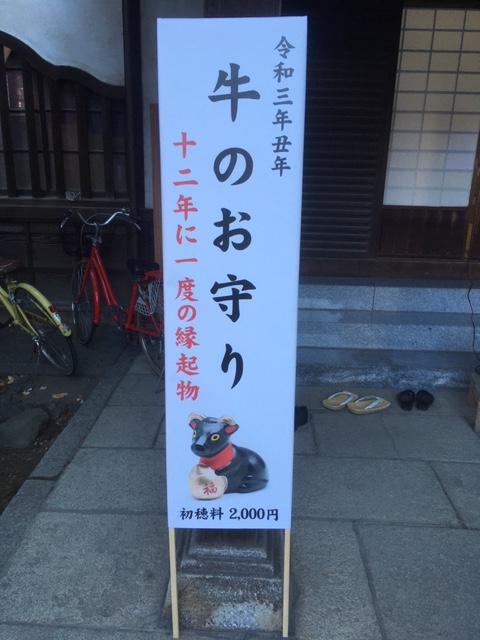 令和三年丑年
牛のお守り
十二年に一度の縁起物
福
初穂料 2,000円